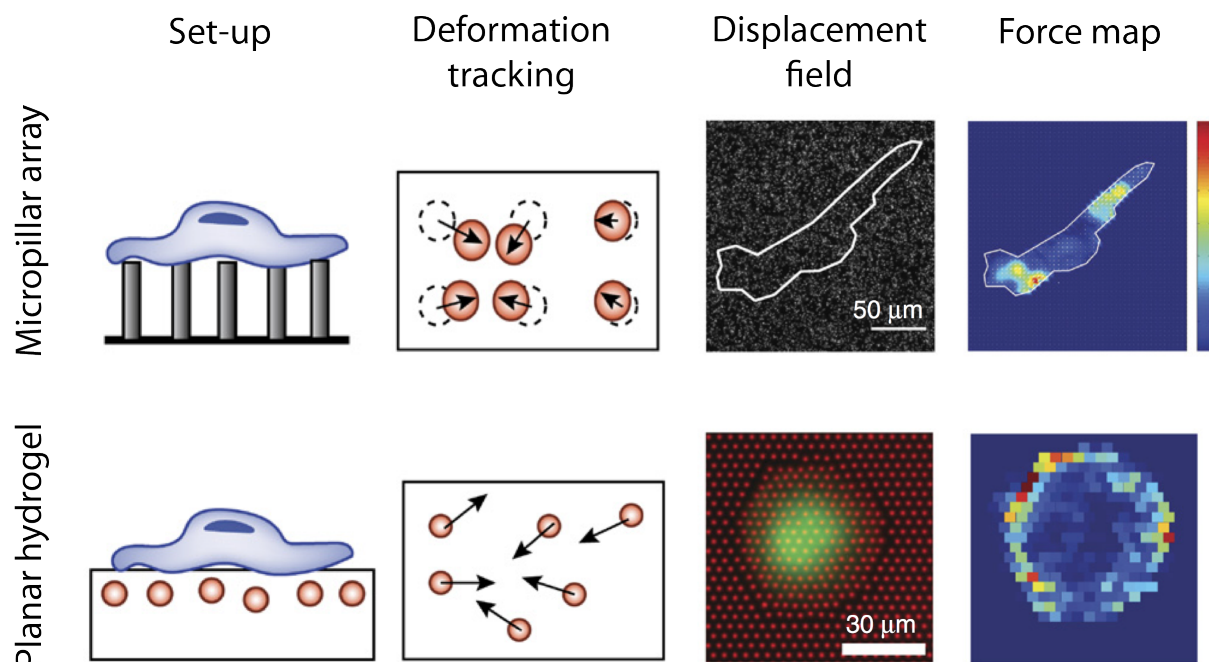 Set-up
Deformation
tracking
Displacement
field
Force map
Micropillar array
50 μm
Planar hydrogel
30 μm